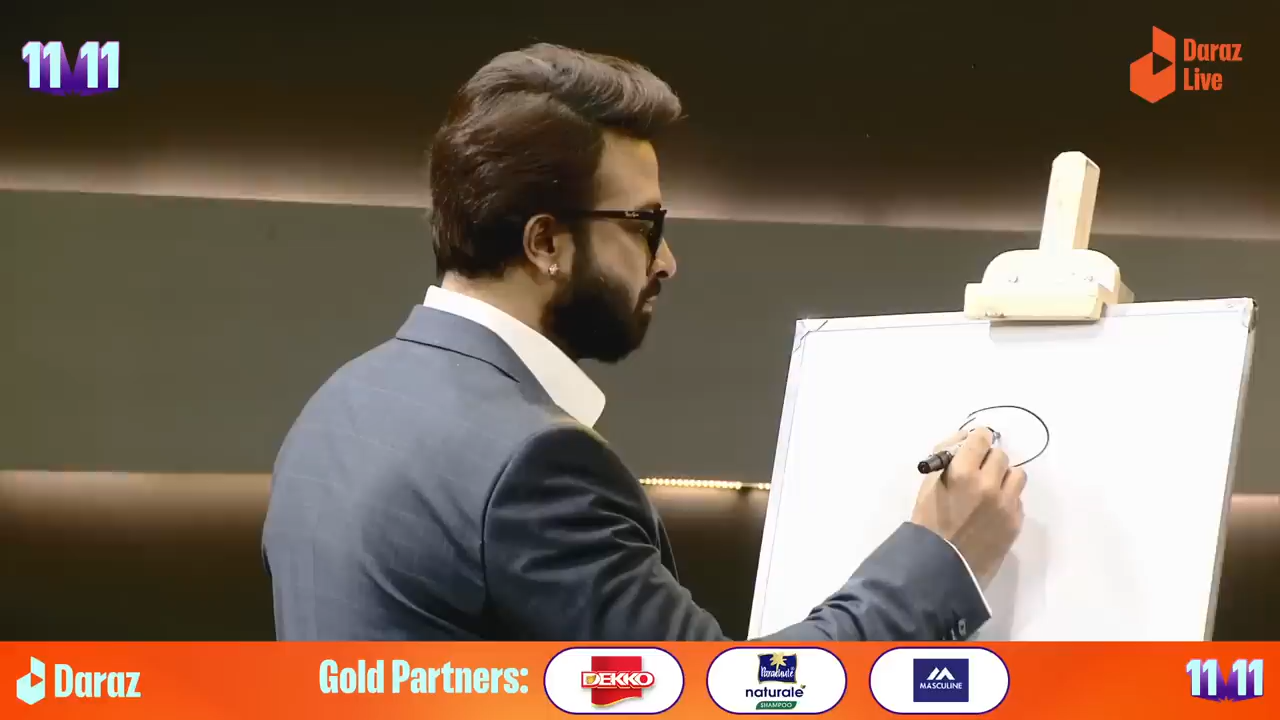 11 11
Daraz
Live
Daraz
Gold Partners:
DEKKO
Parachute
naturale
SHAMPOO
MASCULINE
11 11